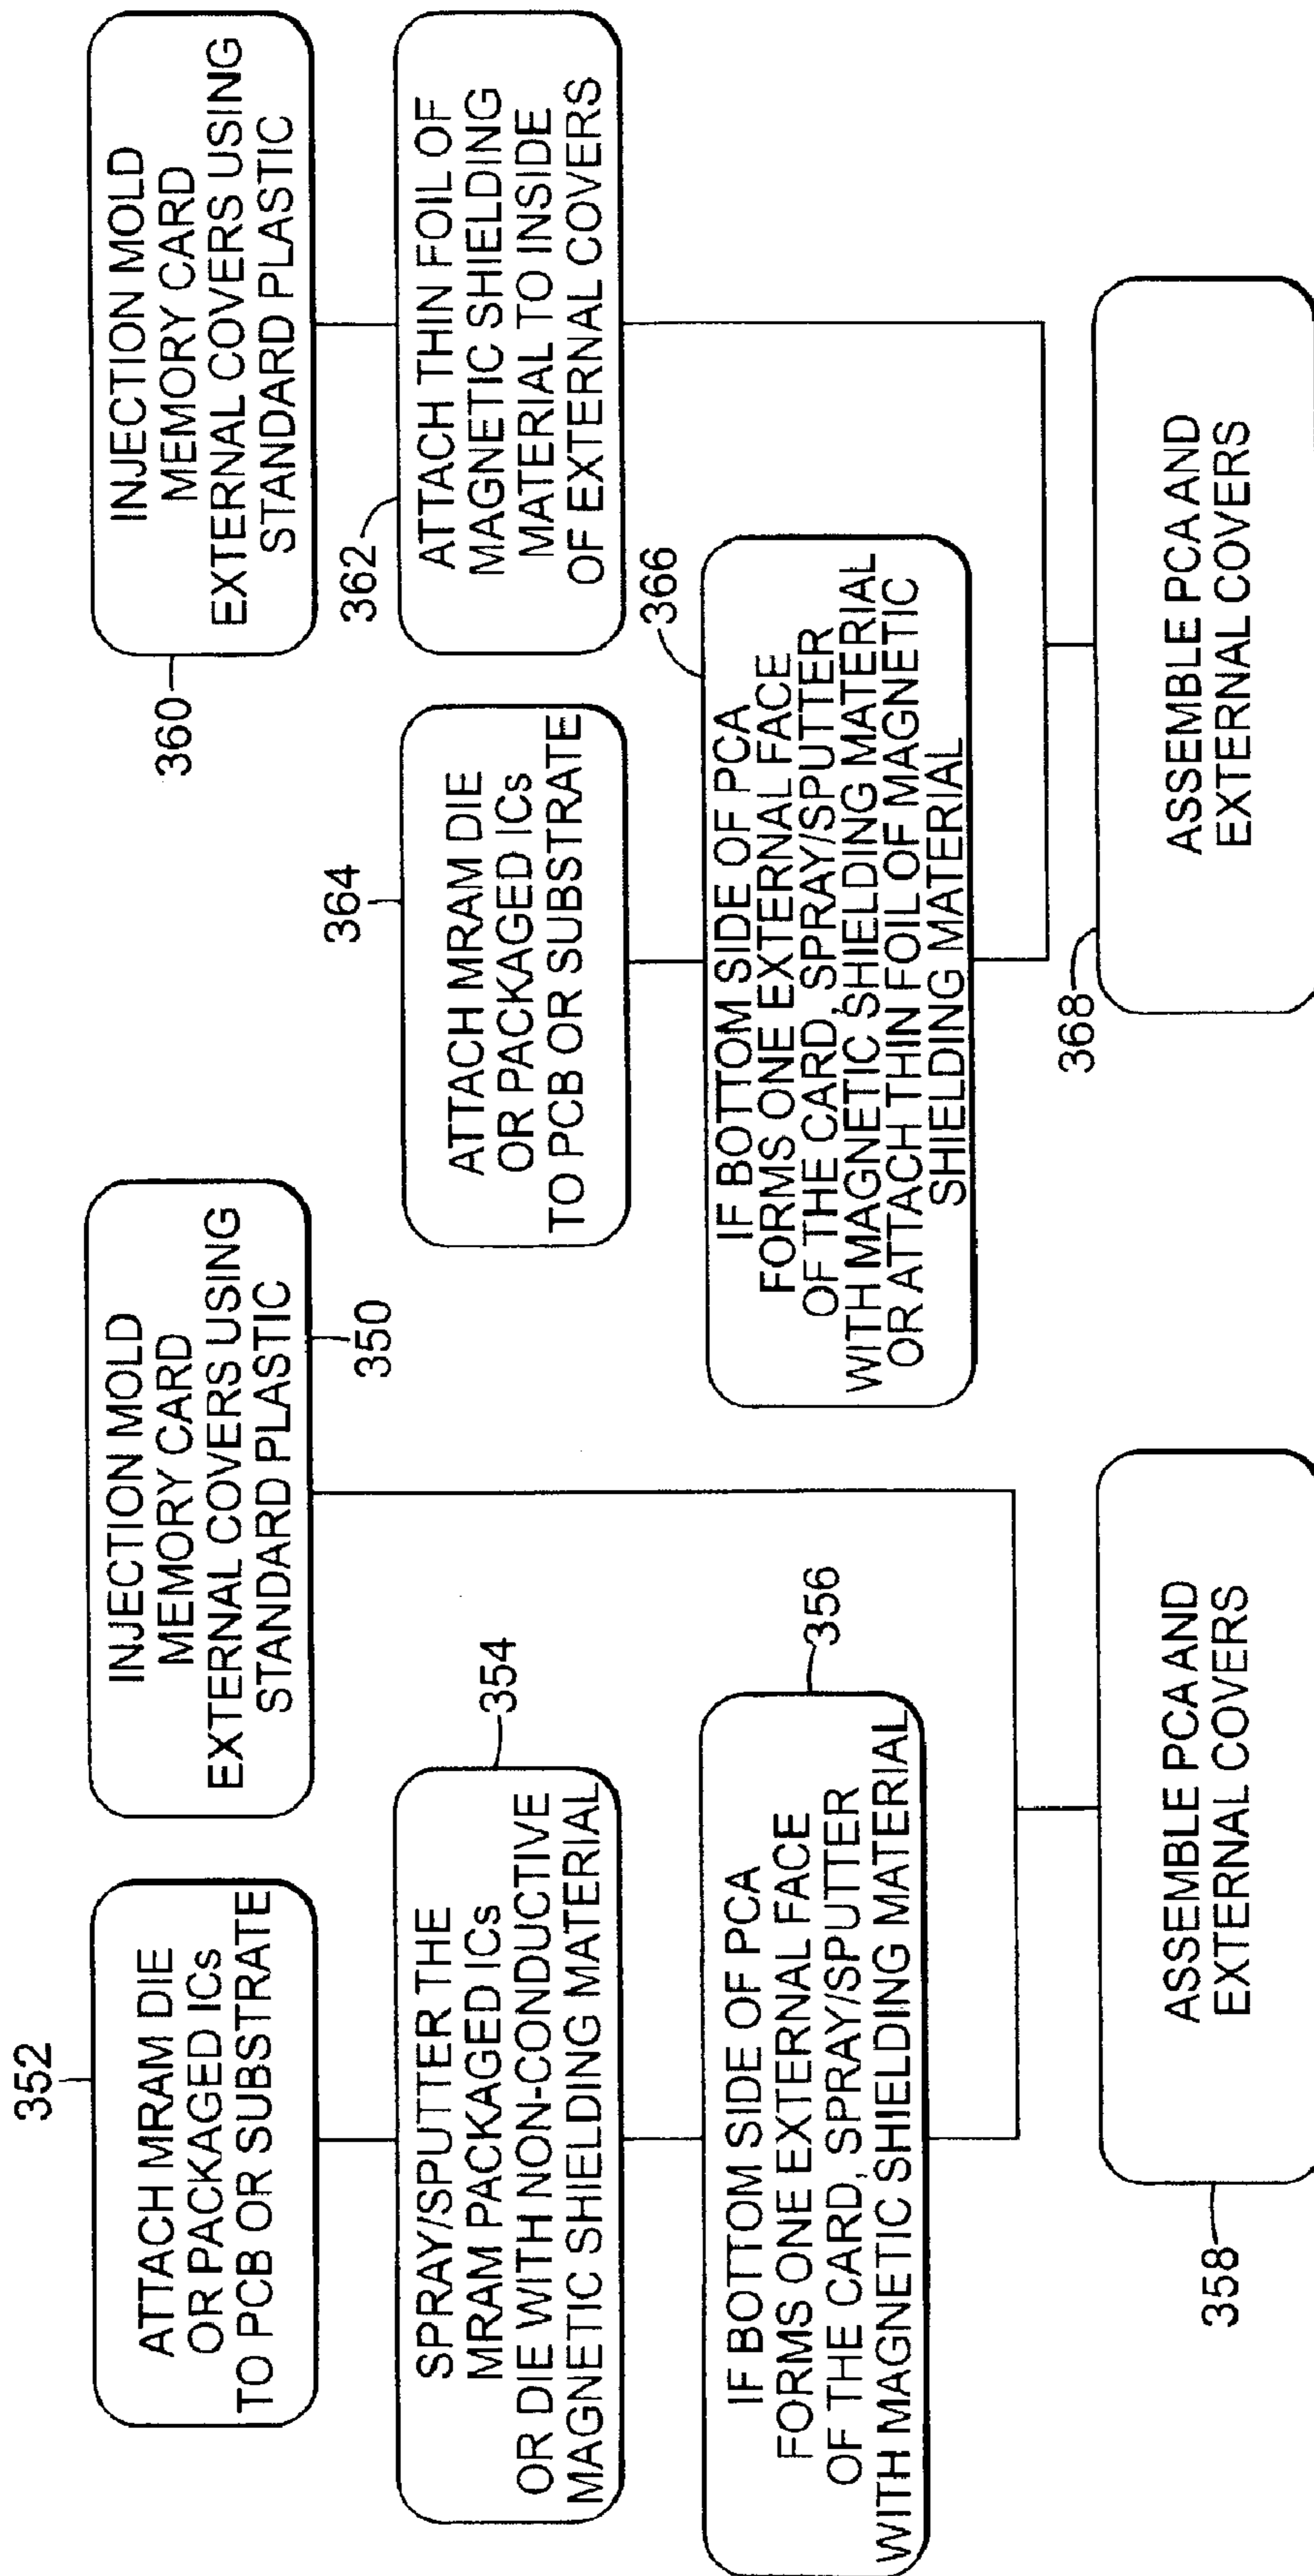 352
ATTACH MRAM DIE
OR PACKAGED ICs
TO PCB OR SUBSTRATE
354
SPRAY/SPUTTER THE
MRAM PACKAGED ICs
OR DIE WITH NON-CONDUCTIVE
MAGNETIC SHIELDING MATERIAL
356
IF BOTTOM SIDE OF PCA
FORMS ONE EXTERNAL FACE
OF THE CARD, SPRAY/SPUTTER
WITH MAGNETIC SHIELDING MATERIAL
INJECTION MOLD
MEMORY CARD
EXTERNAL COVERS USING
STANDARD PLASTIC
350
358
ASSEMBLE PCA AND
EXTERNAL COVERS
360
INJECTION MOLD
MEMORY CARD
EXTERNAL COVERS USING
STANDARD PLASTIC
362
ATTACH THIN FOIL OF
MAGNETIC SHIELDING
MATERIAL TO INSIDE
OF EXTERNAL COVERS
364
ATTACH MRAM DIE
OR PACKAGED ICs
TO PCB OR SUBSTRATE
366
IF BOTTOM SIDE OF PCA
FORMS ONE EXTERNAL FACE
OF THE CARD, SPRAY/SPUTTER
WITH MAGNETIC SHIELDING MATERIAL
OR ATTACH THIN FOIL OF MAGNETIC
SHIELDING MATERIAL
368
ASSEMBLE PCA AND
EXTERNAL COVERS